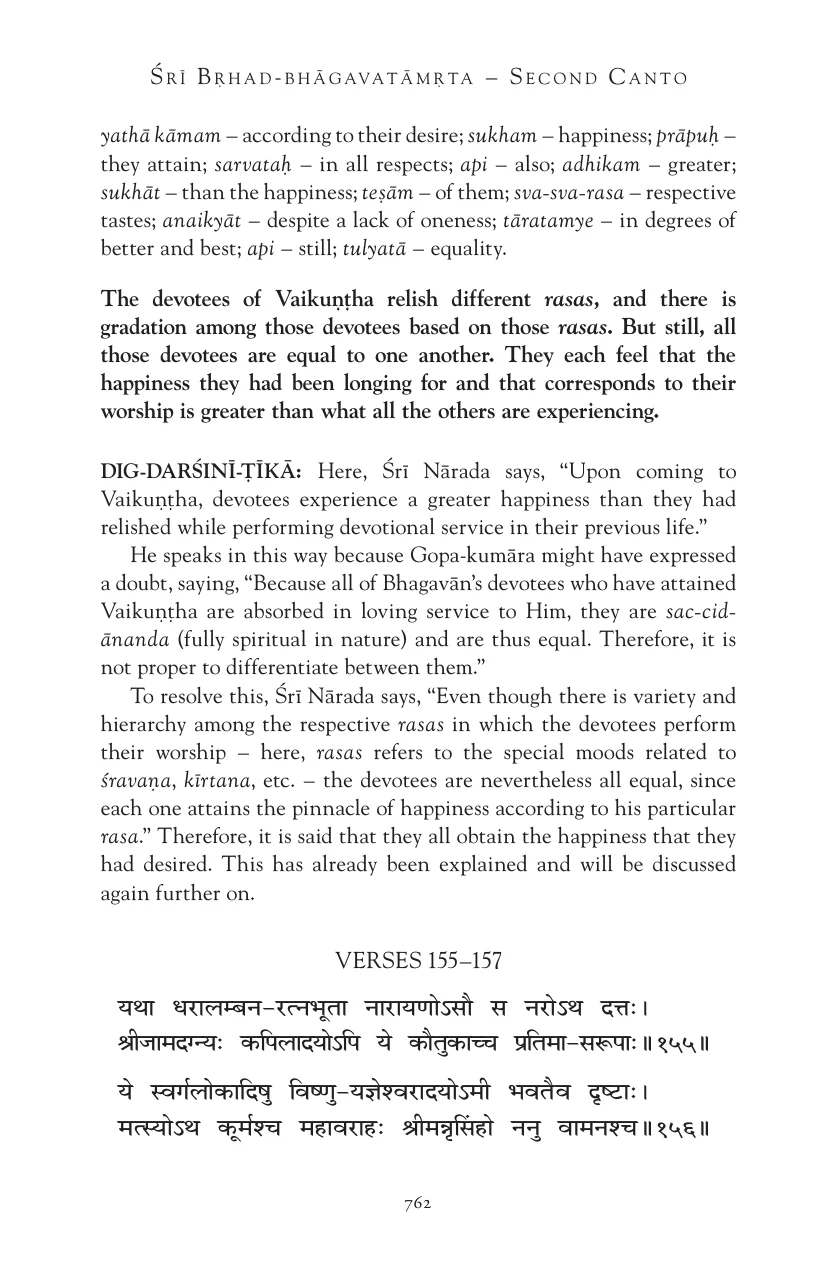 ŚRĪ BṚHAD-BHĀGAVATĀMṚTA – SECOND CANTO
yathā kāmam – according to their desire; sukham – happiness; prāpuḥ –
they attain; sarvataḥ – in all respects; api – also; adhikam – greater;
sukhāt – than the happiness; teṣām – of them; sva-sva-rasa – respective
tastes; anaikyāt – despite a lack of oneness; tāratamye – in degrees of
better and best; api – still; tulyatā – equality.
The devotees of Vaikuṇṭha relish different rasas, and there is
gradation among those devotees based on those rasas. But still, all
those devotees are equal to one another. They each feel that the
happiness they had been longing for and that corresponds to their
worship is greater than what all the others are experiencing.
DIG-DARŚINĪ-ṬĪKĀ: Here, Śrī Nārada says, “Upon coming to
Vaikuṇṭha, devotees experience a greater happiness than they had
relished while performing devotional service in their previous life.”
He speaks in this way because Gopa-kumāra might have expressed
a doubt, saying, “Because all of Bhagavān’s devotees who have attained
Vaikuṇṭha are absorbed in loving service to Him, they are sac-cid-
ānanda (fully spiritual in nature) and are thus equal. Therefore, it is
not proper to differentiate between them.”
To resolve this, Śrī Nārada says, “Even though there is variety and
hierarchy among the respective rasas in which the devotees perform
their worship – here, rasas refers to the special moods related to
śravaṇa, kīrtana, etc. – the devotees are nevertheless all equal, since
each one attains the pinnacle of happiness according to his particular
rasa.” Therefore, it is said that they all obtain the happiness that they
had desired. This has already been explained and will be discussed
again further on.
VERSES 155–157
यथा धरालम्बन-रत्नभूता नारायणोऽसौ स नरोऽथ दत्तः।
श्रीजामदग्न्यः कपिलादयोऽपि ये कौतुकाच्च प्रतिमा-सरूपाः॥१५५॥
ये स्वर्गलोकादिषु विष्णु-यज्ञेश्वरादयोऽमी भवतैव दृष्टाः।
मत्स्योऽथ कूर्मश्च महावराहः श्रीमन्नृसिंहो ननु वामनश्च॥१५६॥
762